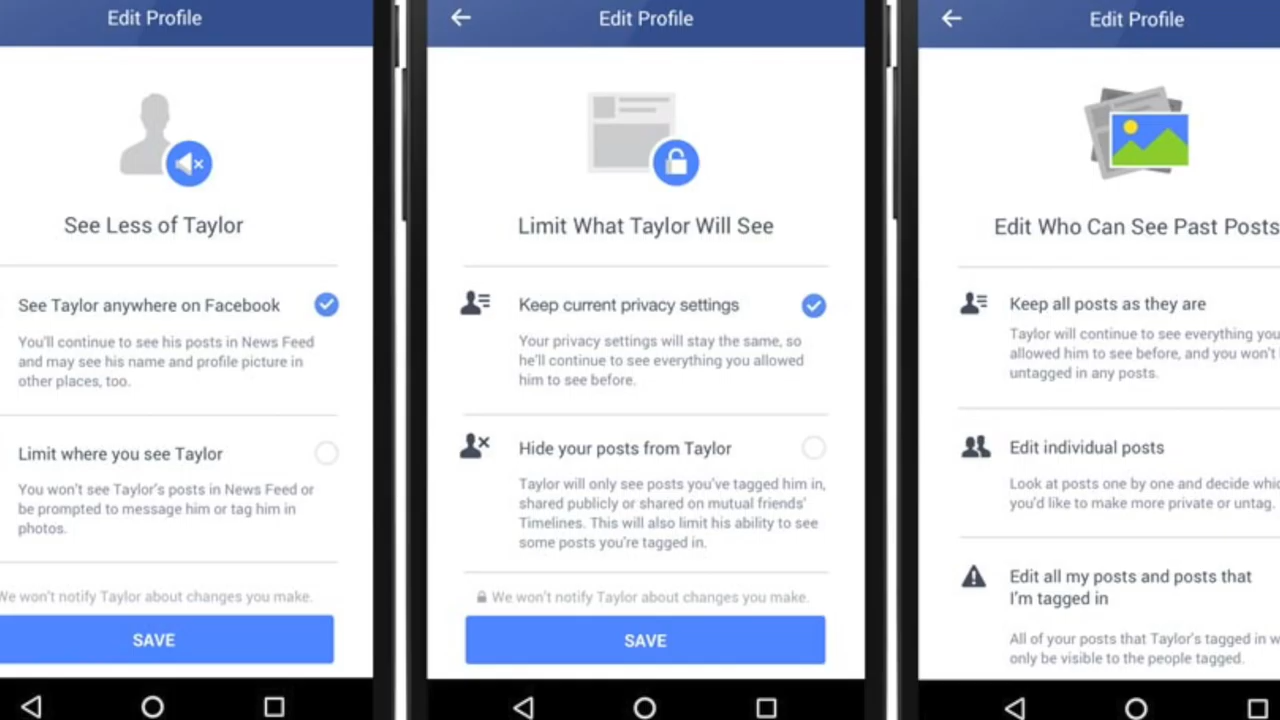 Edit Profile
See Less of Taylor
See Taylor anywhere on Facebook
You'll continue to see his posts in News Feed
and may see his name and profile picture in
other places, too.
Limit where you see Taylor
You won't see Taylor's posts in News Feed or
be prompted to message him or tag him in
photos.
We won't notify Taylor about changes you make.
SAVE
Edit Profile
Limit What Taylor Will See
Keep current privacy settings
Your privacy settings will stay the same, so
he'll continue to see everything you allowed
him to see before.
Hide your posts from Taylor
Taylor will only see posts you've tagged him in,
shared publicly or shared on mutual friends'
Timelines. This will also limit his ability to see
some posts you're tagged in.
We won't notify Taylor about changes you make.
SAVE
Edit Profile
Edit Who Can See Past Posts
Keep all posts as they are
Taylor will continue to see everything you
allowed him to see before, and you won't
untagged in any posts.
Edit individual posts
Look at posts one by one and decide
you'd like to make more private or untag.
Edit all my posts and posts that
I'm tagged in
All of your posts that Taylor's tagged in
only be visible to the people tagged.